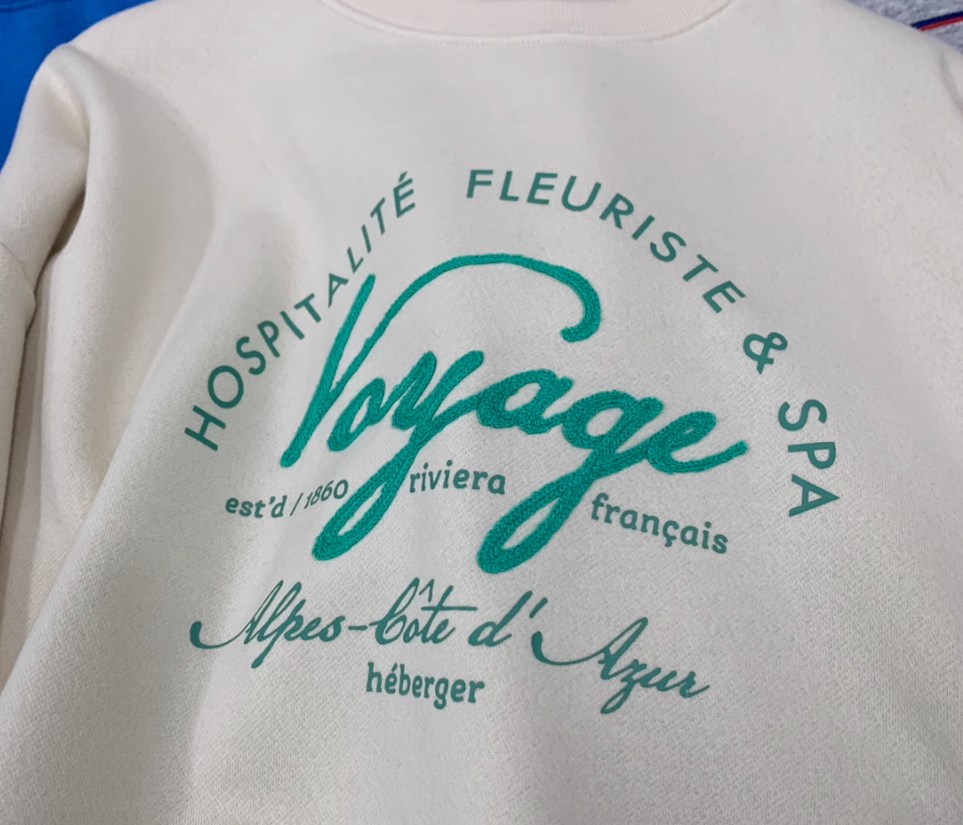 HOSPITALITÉ FLEURISTE & SPA
Voyage
est'd / 1860 riviera français
Alpes-Côte d'Azur
héberger